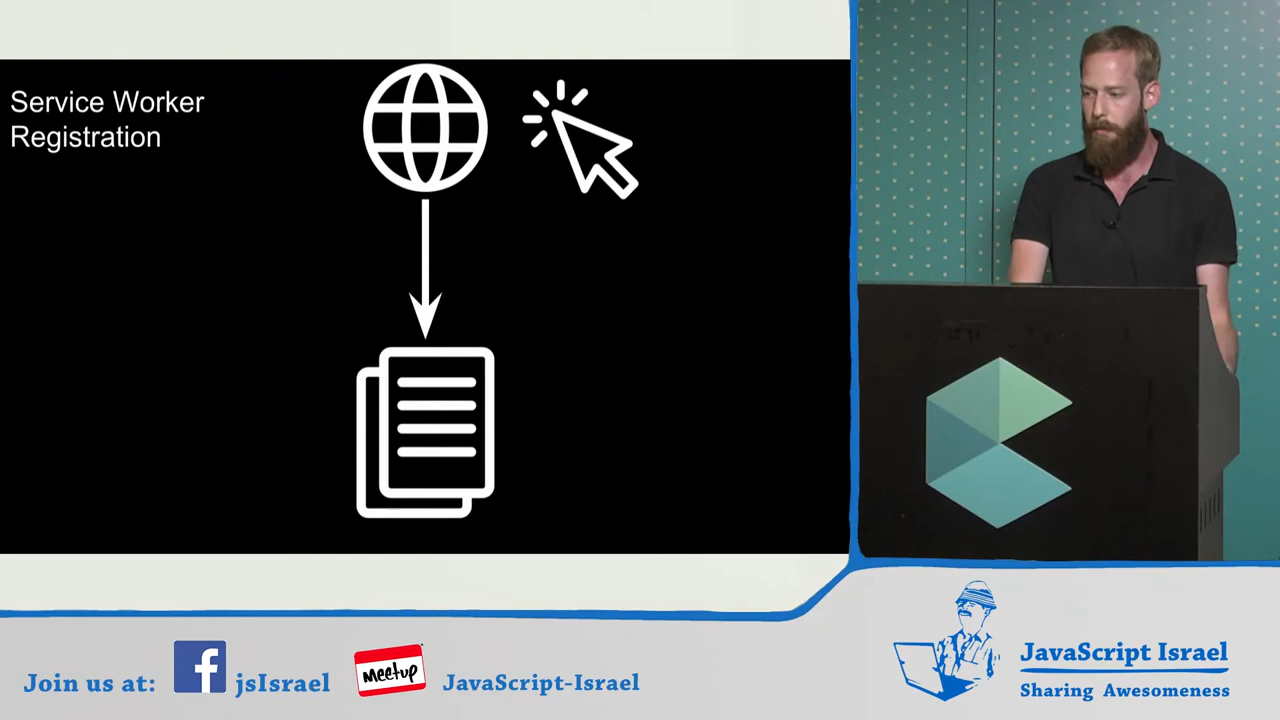 Service Worker
Registration
Join us at:
f
jsIsrael
Meetup
JavaScript-Israel
JavaScript Israel
Sharing Awesomeness